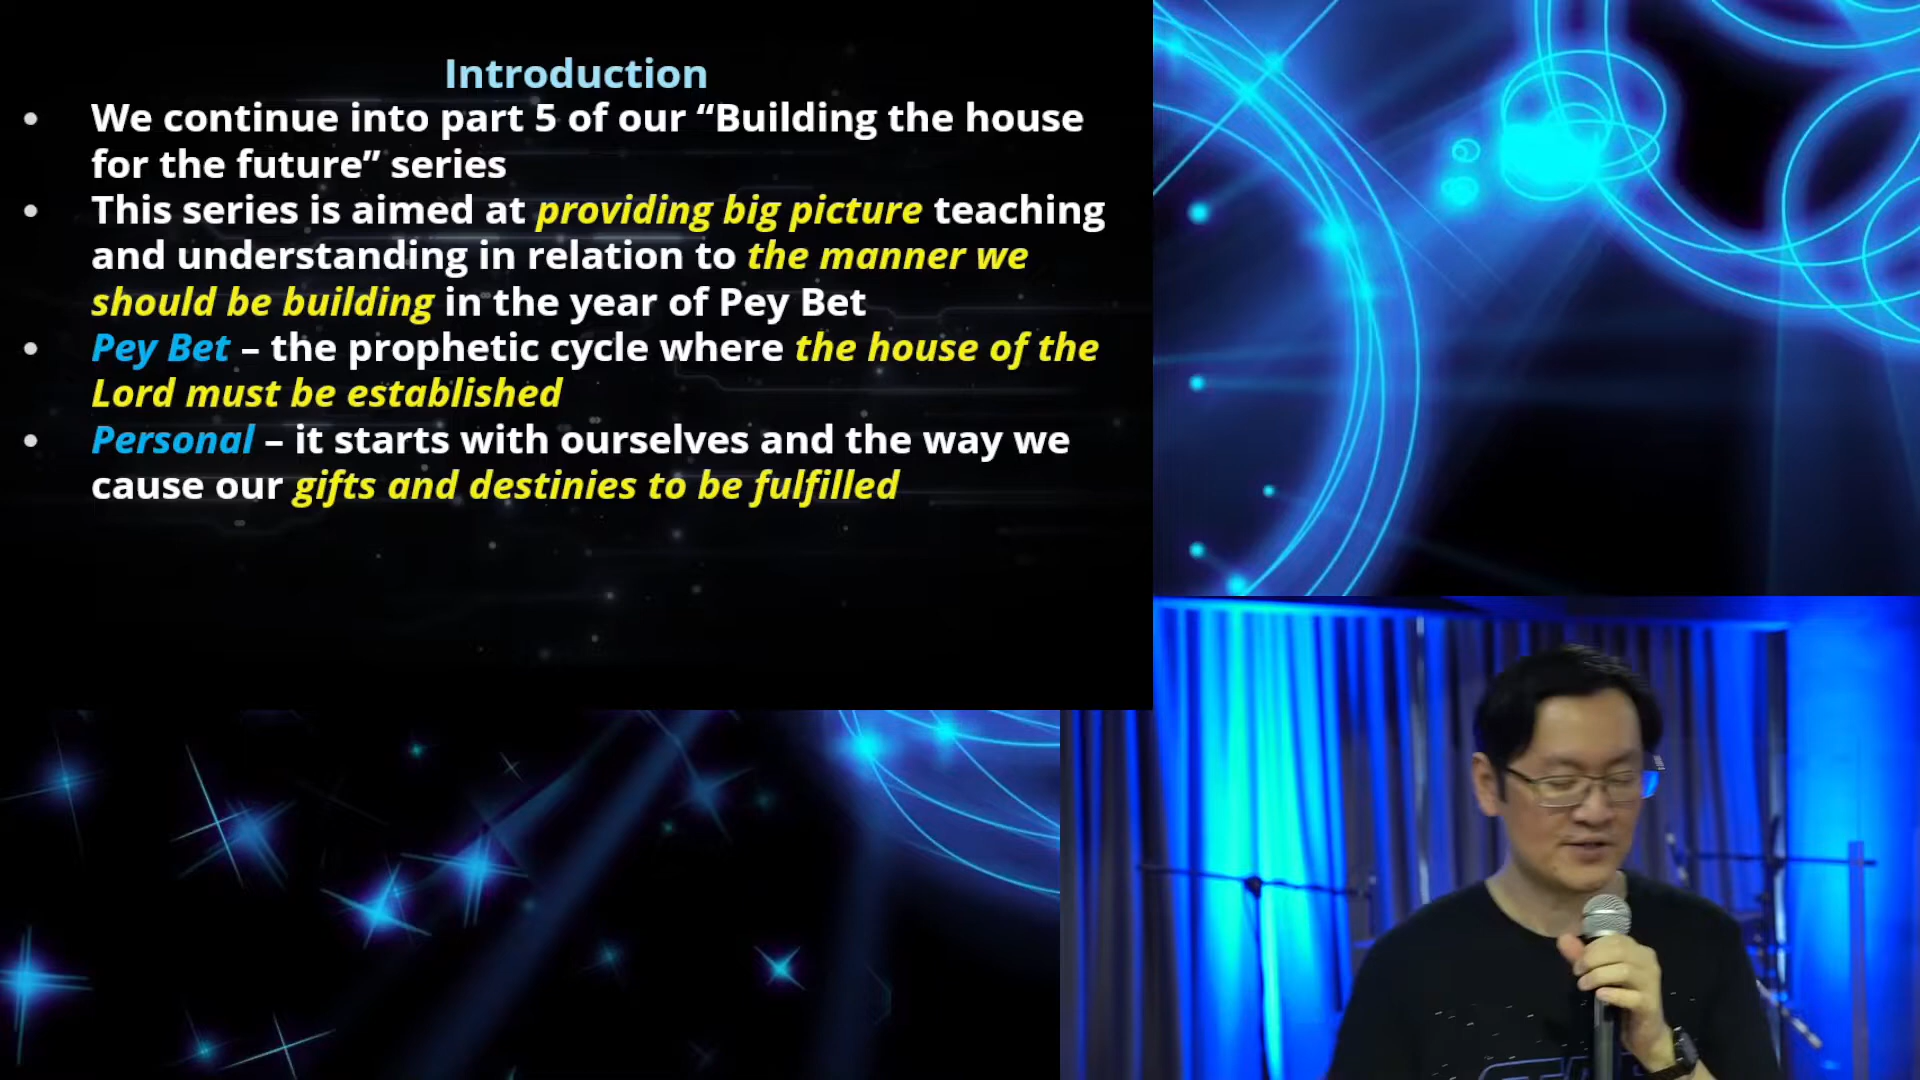 Introduction
• We continue into part 5 of our “Building the house
for the future” series
• This series is aimed at providing big picture teaching
and understanding in relation to the manner we
should be building in the year of Pey Bet
• Pey Bet – the prophetic cycle where the house of the
Lord must be established
• Personal – it starts with ourselves and the way we
cause our gifts and destinies to be fulfilled